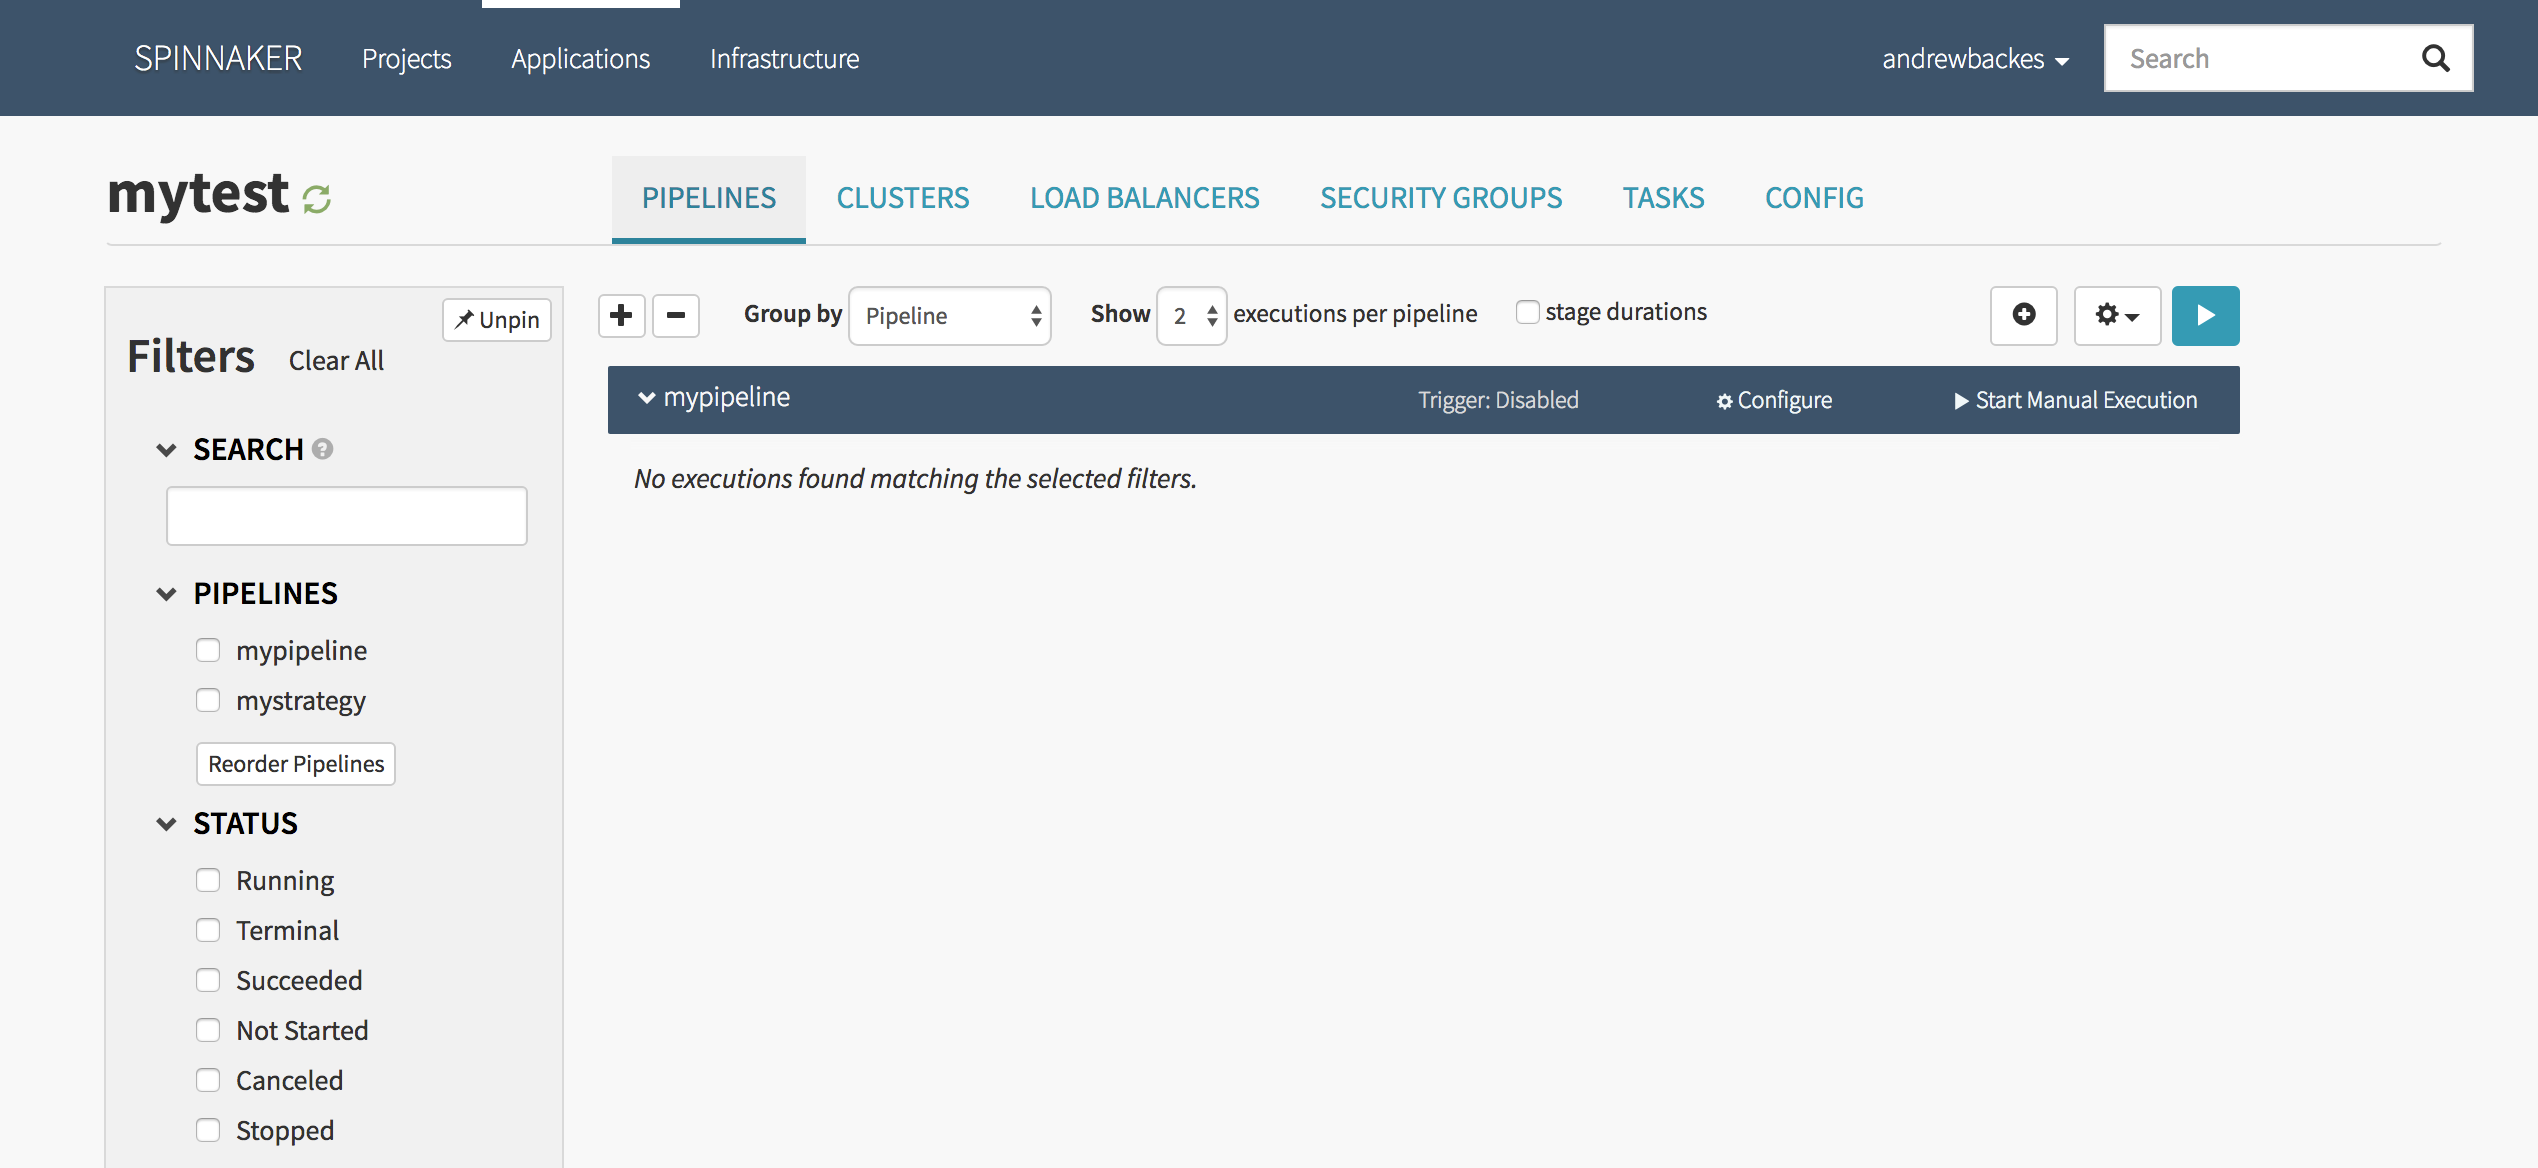 SPINNAKER Projects Applications Infrastructure andrewbackes Search
mytest PIPELINES CLUSTERS LOAD BALANCERS SECURITY GROUPS TASKS CONFIG
Unpin
Filters Clear All
SEARCH ?
PIPELINES
mypipeline
mystrategy
Reorder Pipelines
STATUS
Running
Terminal
Succeeded
Not Started
Canceled
Stopped
Group by Pipeline Show 2 executions per pipeline stage durations
mypipeline Trigger: Disabled Configure Start Manual Execution
No executions found matching the selected filters.